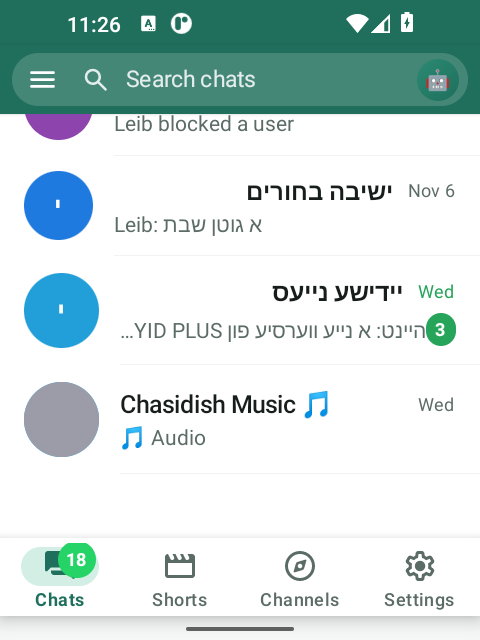 11:26
A
Search chats
Leib blocked a user
י
ישיבה בחורים
Nov 6
Leib: א גוטן שבת
י
יידישע נייעס
Wed
היינט: א נייע ווערסיע פון YID PLUS…
3
Chasidish Music 🎵
Wed
🎵 Audio
18
Chats
Shorts
Channels
Settings